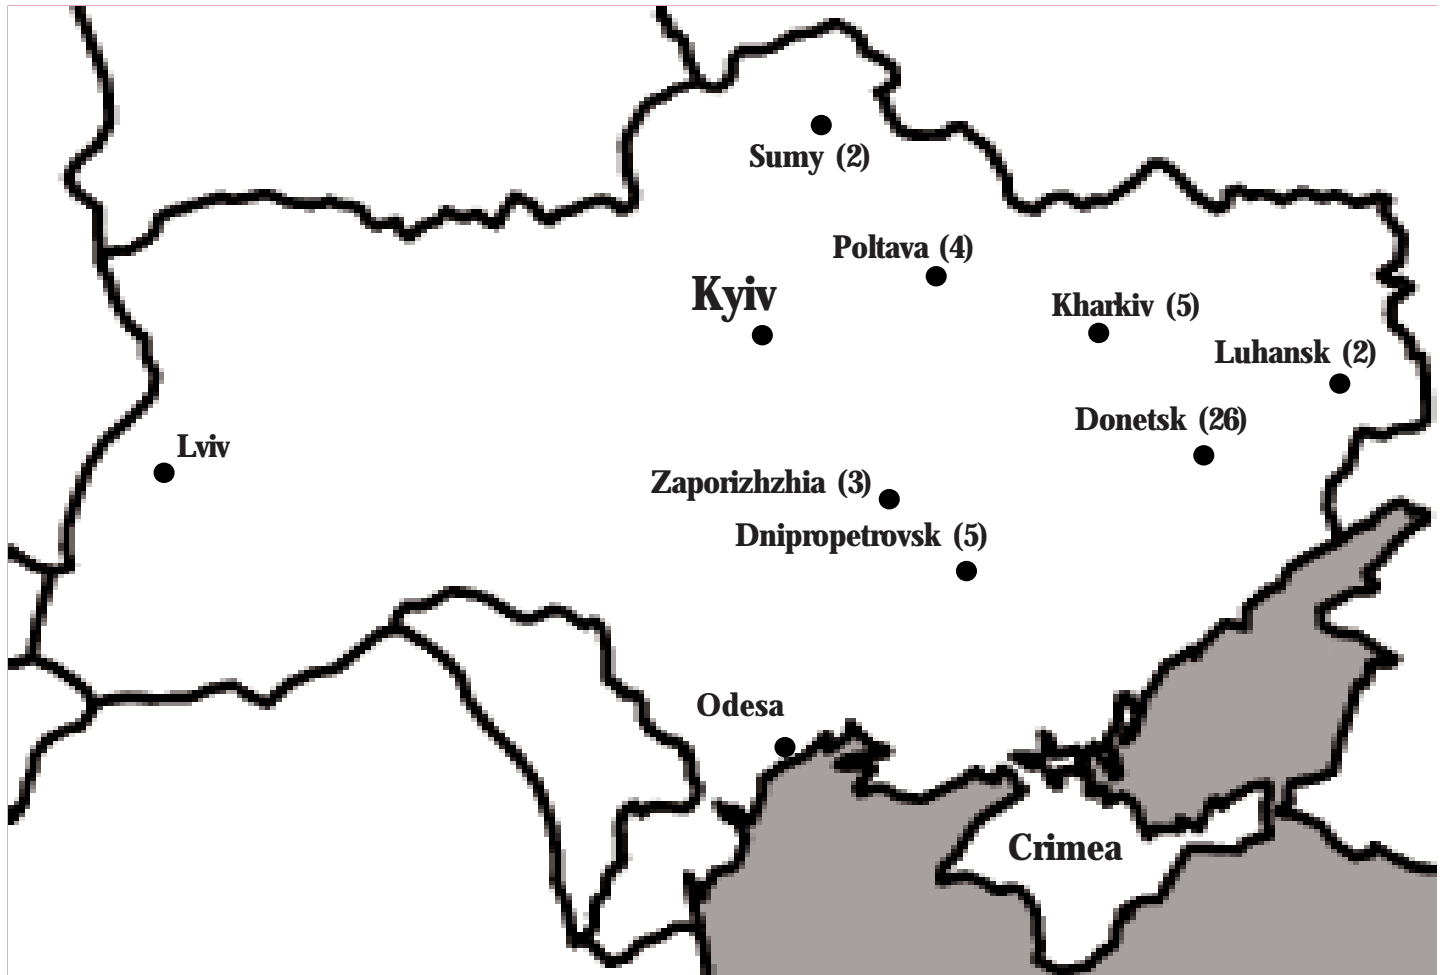 Sumy (2)
Poltava (4)
Kyiv
Kharkiv (5)
Luhansk (2)
Donetsk (26)
Lviv
Zaporizhzhia (3)
Dnipropetrovsk (5)
Odesa
Crimea